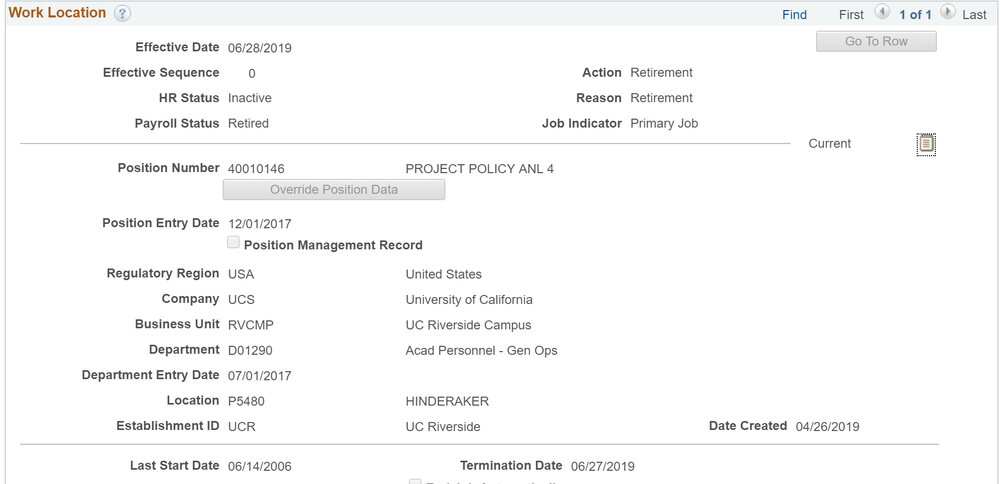 Work Location ? Find First 1 of 1 Last
Effective Date 06/28/2019 Go To Row
Effective Sequence 0 Action Retirement
HR Status Inactive Reason Retirement
Payroll Status Retired Job Indicator Primary Job
Current
Position Number 40010146 PROJECT POLICY ANL 4
Override Position Data
Position Entry Date 12/01/2017
Position Management Record
Regulatory Region USA United States
Company UCS University of California
Business Unit RVCMP UC Riverside Campus
Department D01290 Acad Personnel - Gen Ops
Department Entry Date 07/01/2017
Location P5480 HINDERAKER
Establishment ID UCR UC Riverside Date Created 04/26/2019
Last Start Date 06/14/2006 Termination Date 06/27/2019